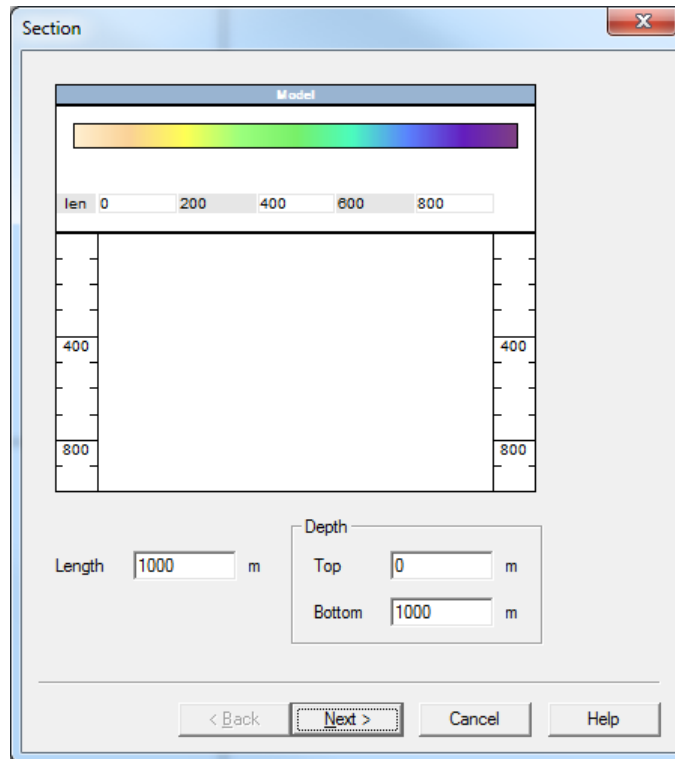 Section
Model
len 0 200 400 600 800
400 400
800 800
Depth
Length 1000 m Top 0 m
Bottom 1000 m
< Back Next > Cancel Help